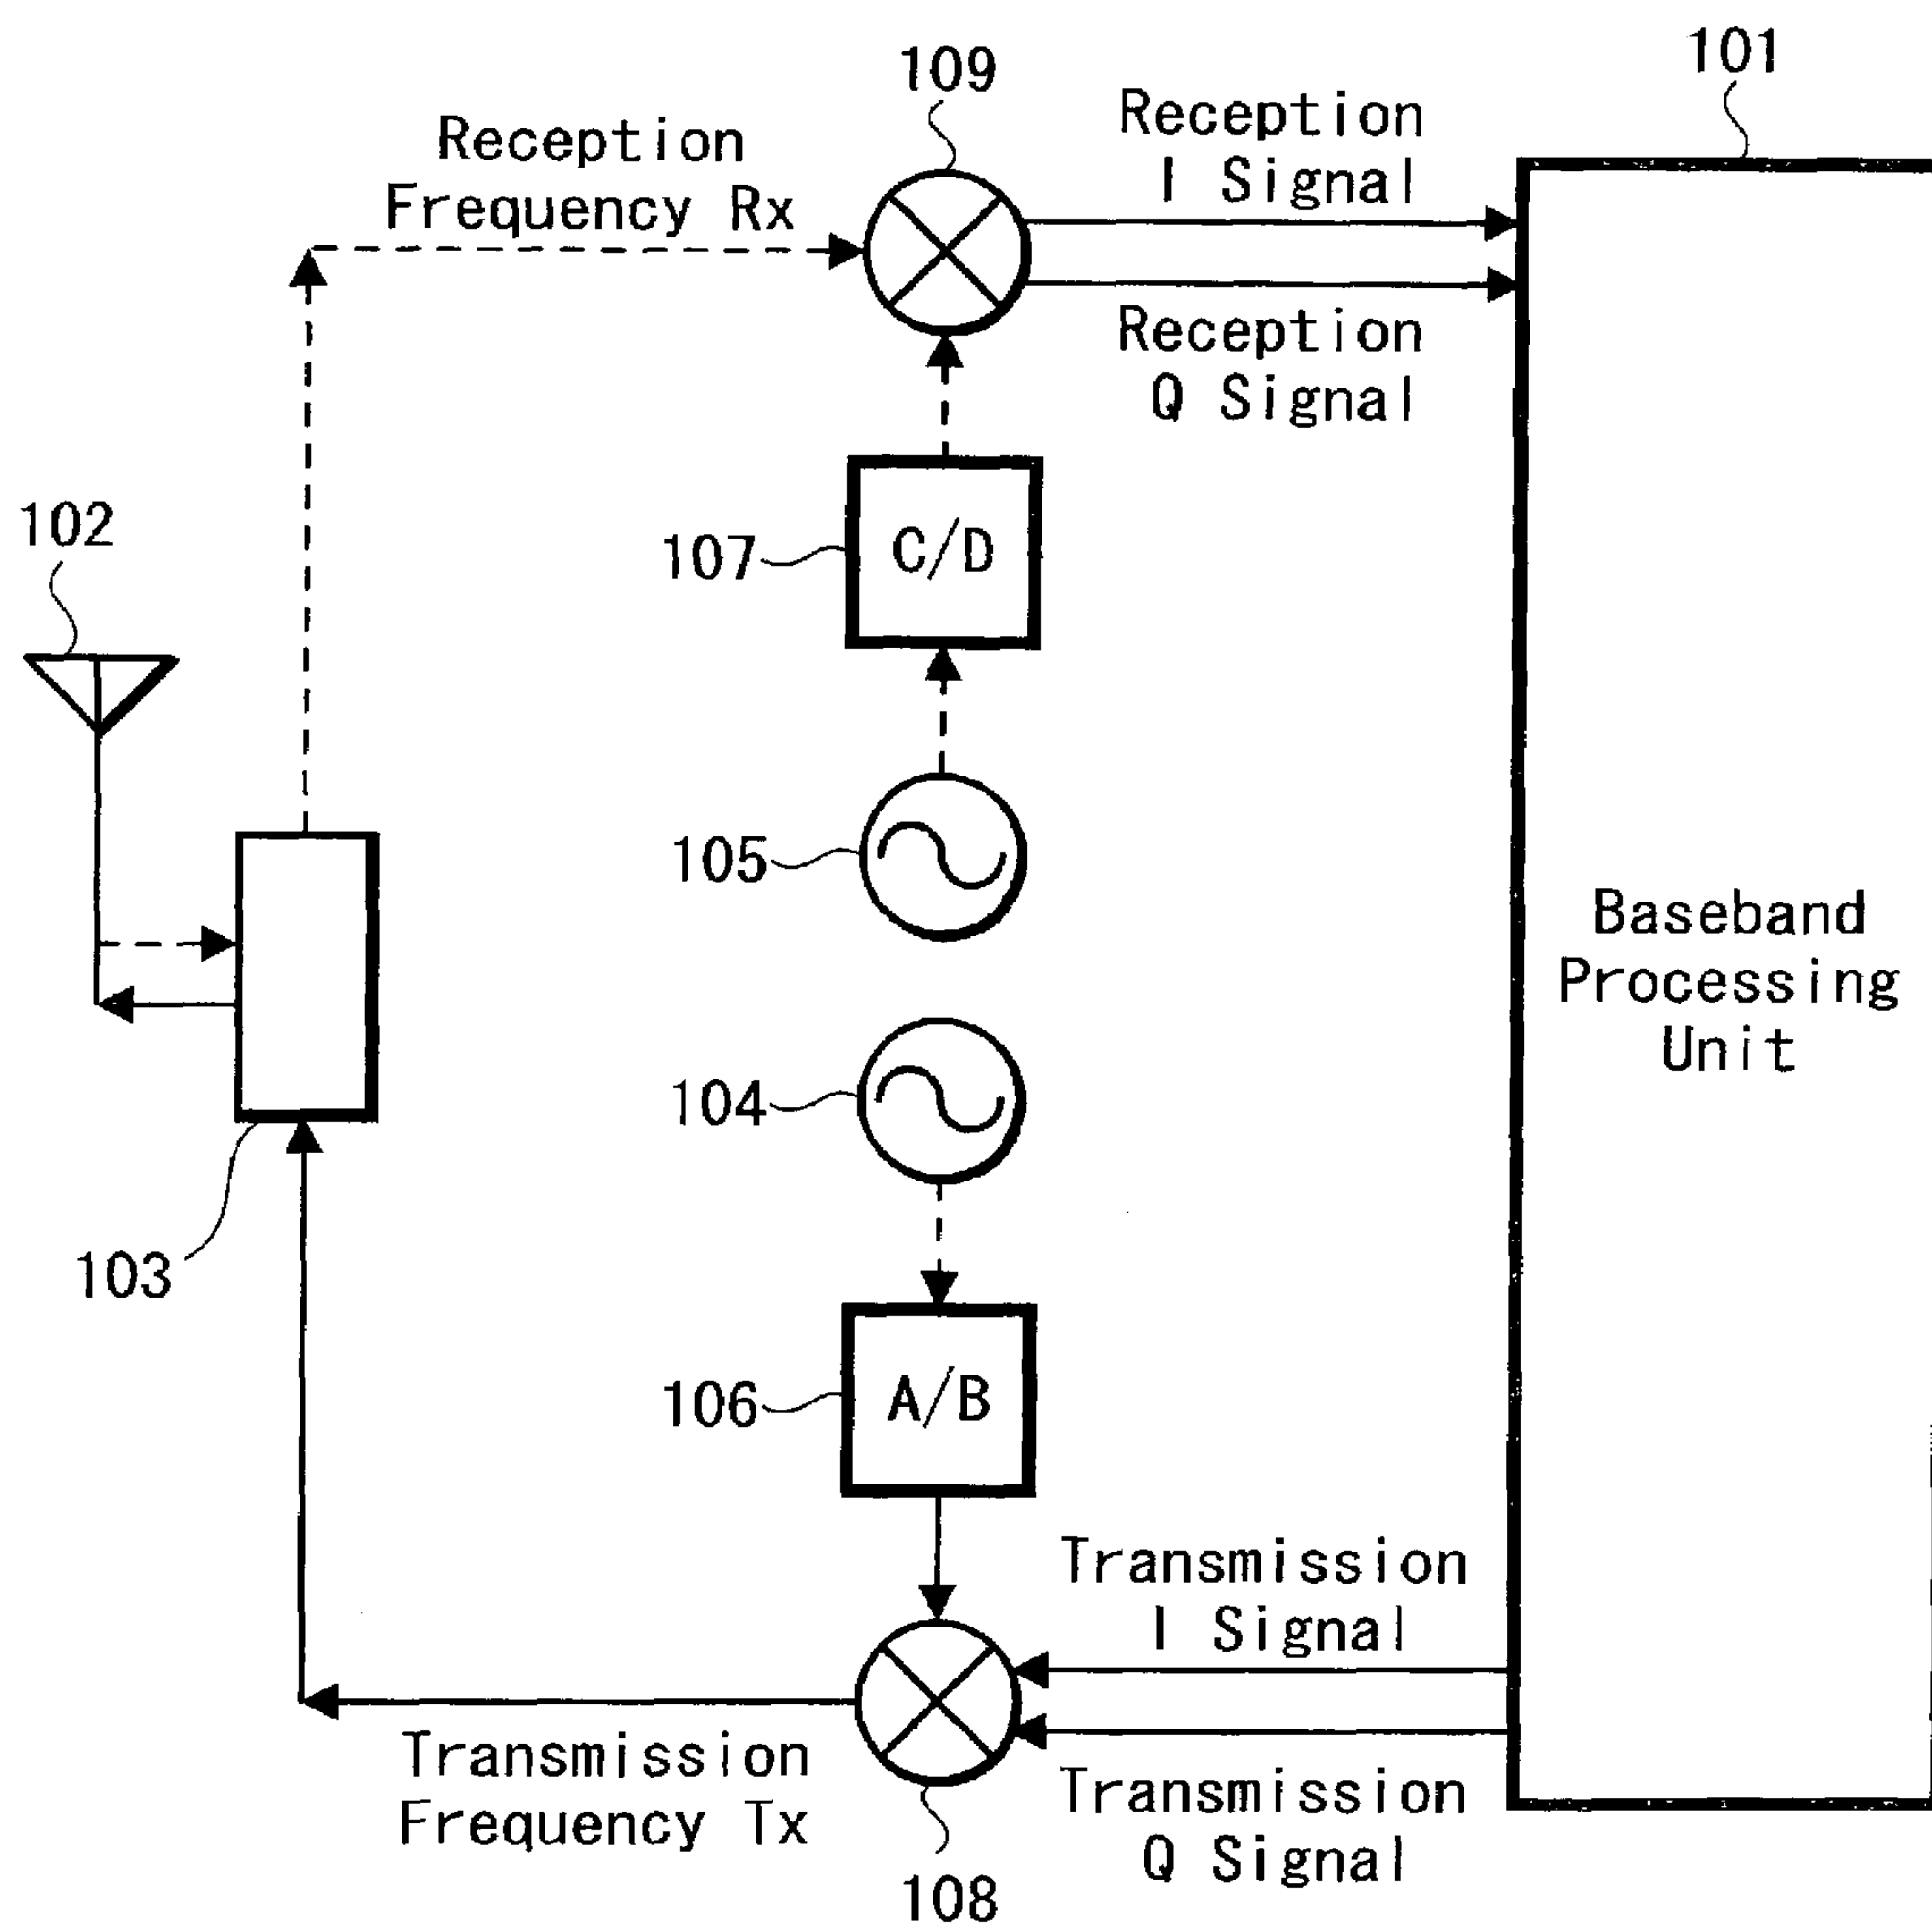 109
101
Reception
I Signal
Reception
Frequency Rx
Reception
Q Signal
102
107
C/D
105
Baseband
Processing
Unit
104
103
106
A/B
Transmission
I Signal
Transmission
Frequency Tx
Transmission
Q Signal
108